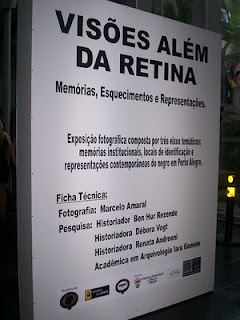 VISÕES ALÉM
DA RETINA
Memórias, Esquecimentos e Representações.
Exposição fotográfica composta por três eixos temáticos:
memórias institucionais, locais de identificação e
representações contemporâneas do negro em Porto Alegre.
Ficha Técnica:
Fotografia: Marcelo Amaral
Pesquisa: Historiador Ben Hur Rezende
Historiadora Débora Vogt
Historiadora Renata Andreoni
Acadêmica em Arquivologia Iara Gomide